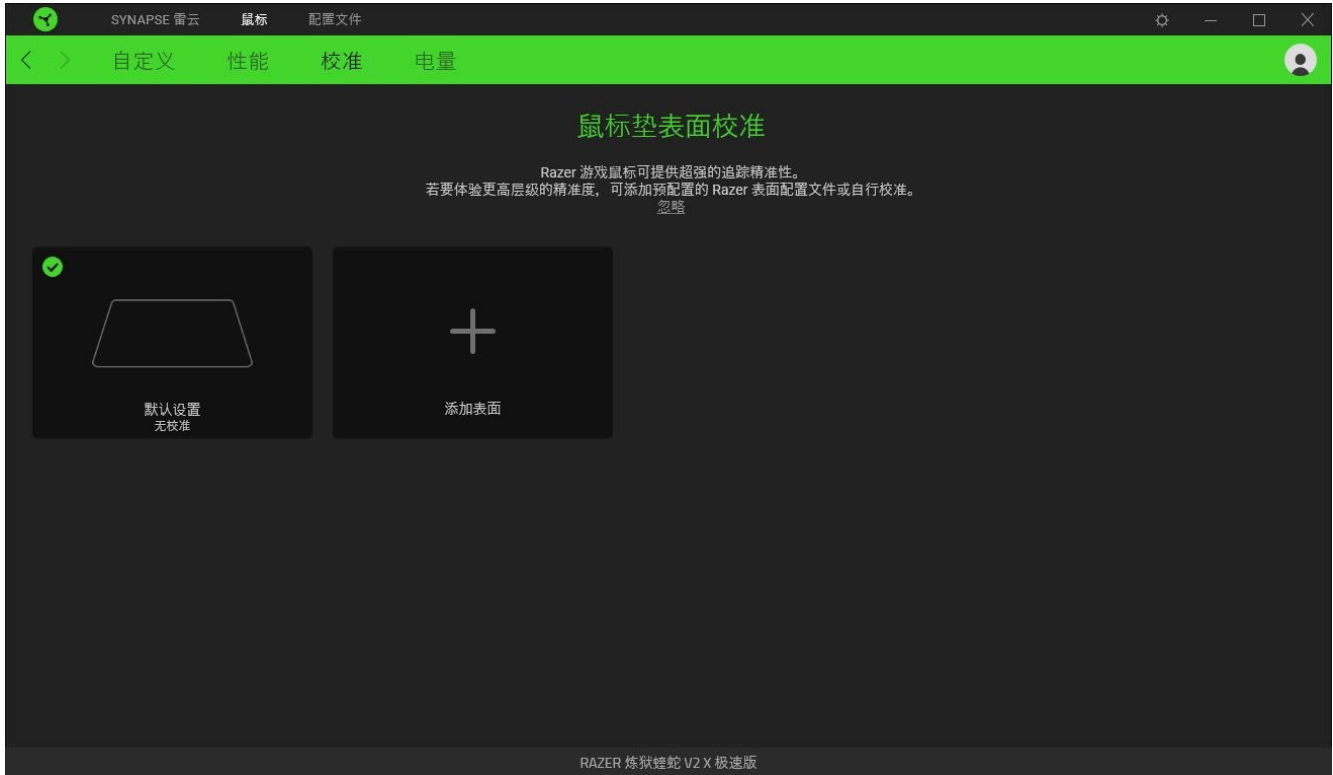 SYNAPSE 雷云 鼠标 配置文件
自定义 性能 校准 电量
鼠标垫表面校准
Razer 游戏鼠标可提供超强的追踪精准性。
若要体验更高层级的精准度，可添加预配置的 Razer 表面配置文件或自行校准。
忽略
默认设置
无校准
添加表面
RAZER 炼狱蝰蛇 V2 X 极速版